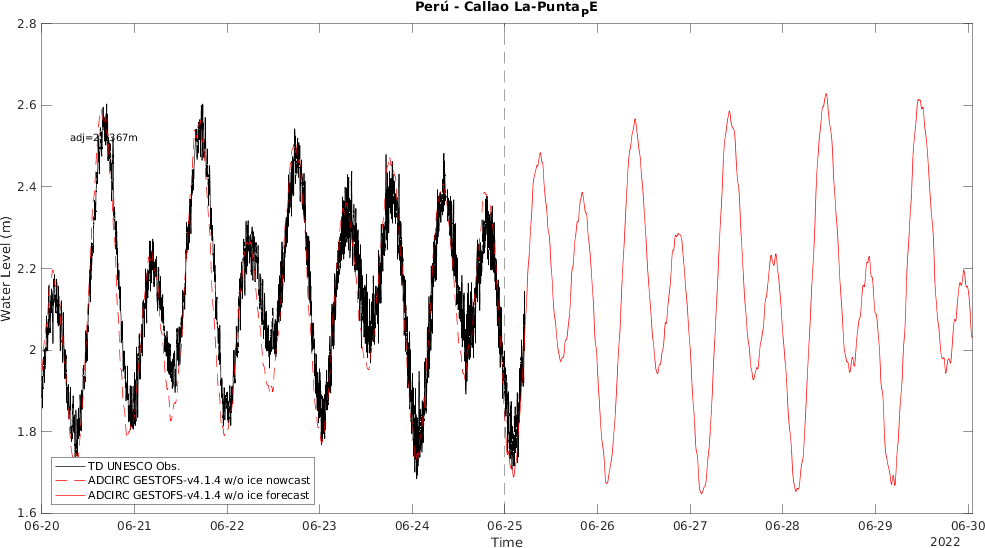 Perú - Callao La-Punta_PE
2.8
2.6
adj=2.1367m
2.4
Water Level (m)
2.2
2
1.8
TD UNESCO Obs.
ADCIRC GESTOFS-v4.1.4 w/o ice nowcast
ADCIRC GESTOFS-v4.1.4 w/o ice forecast
1.6
06-20 06-21 06-22 06-23 06-24 06-25 06-26 06-27 06-28 06-29 06-30
Time
2022